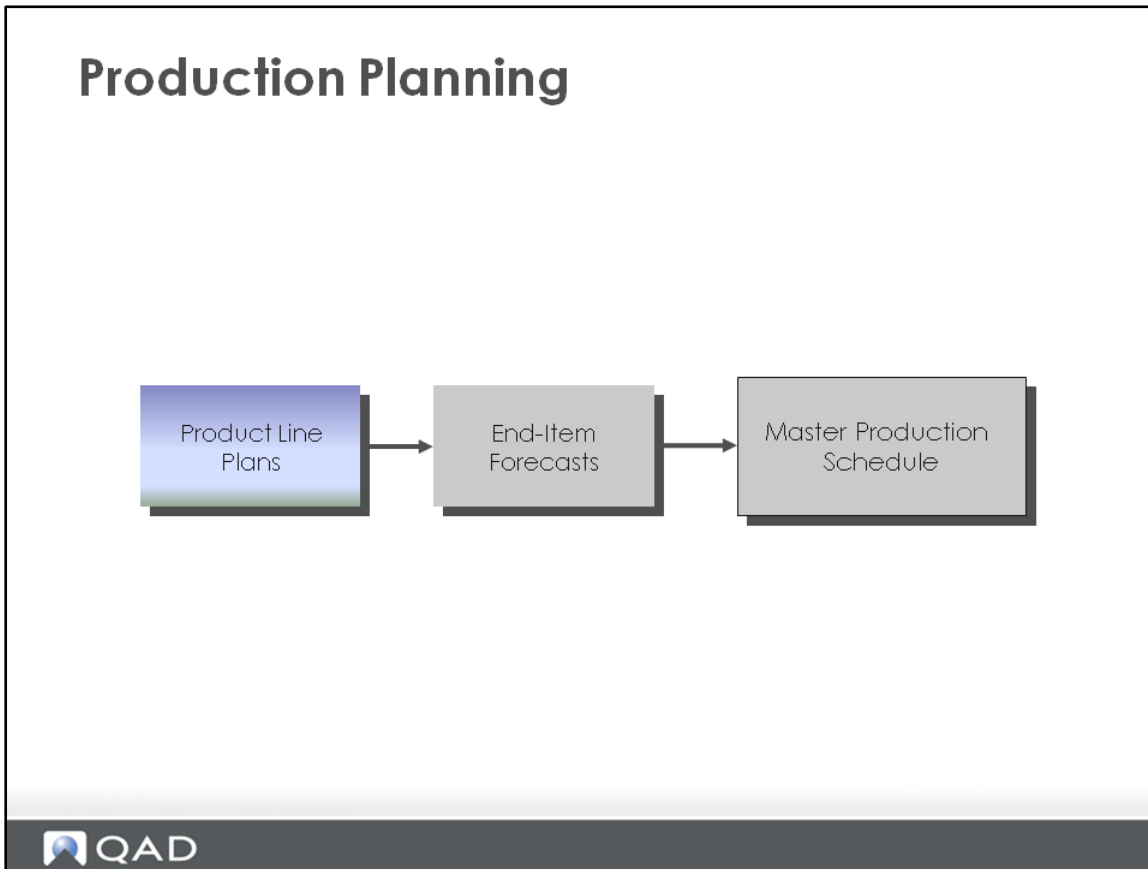 Production Planning
Product Line
Plans
End-Item
Forecasts
Master Production
Schedule
QAD